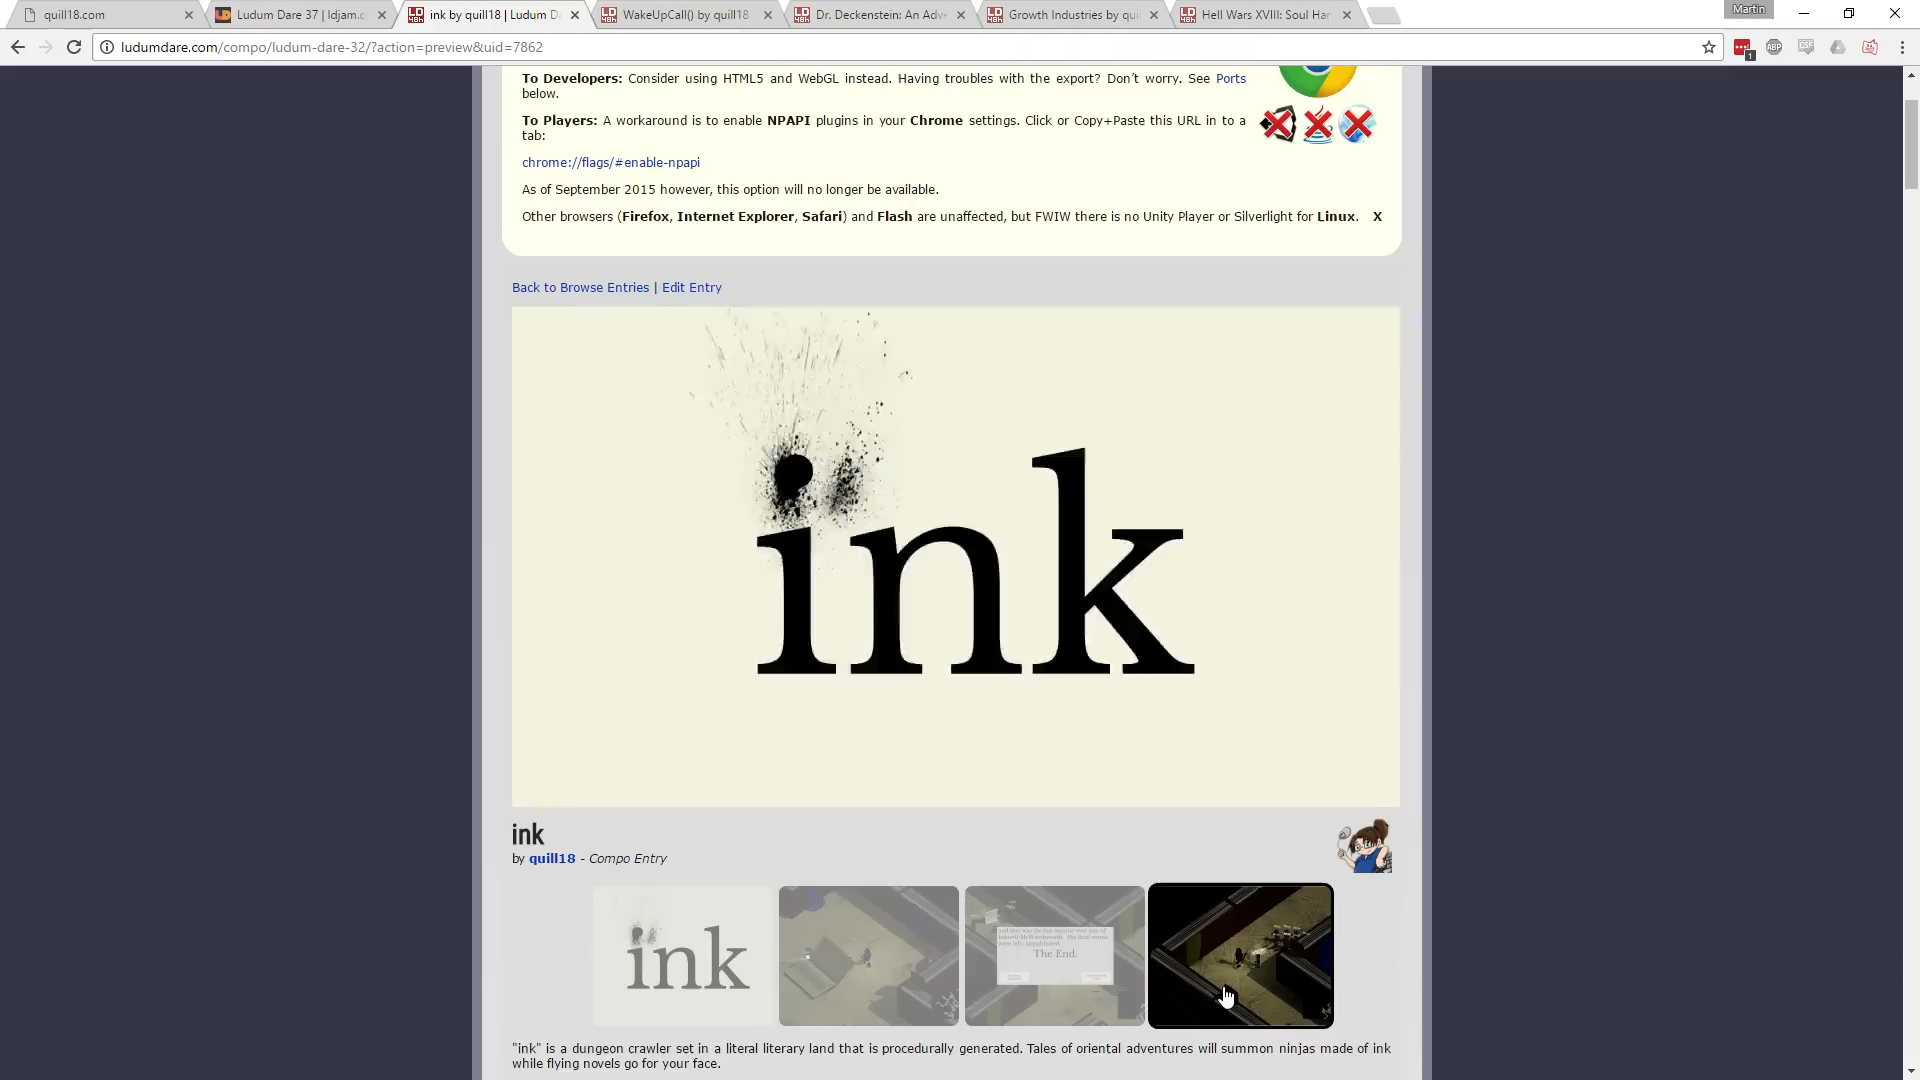 quill18.com
Ludum Dare 37 | ldjam.c
ink by quill18 | Ludum D
WakeUpCall() by quill18
Dr. Deckenstein: An Adve
Growth Industries by qui
Hell Wars XVIII: Soul Har
Martin
ludumdare.com/compo/ludum-dare-32/?action=preview&uid=7862
1
ABP
To Developers: Consider using HTML5 and WebGL instead. Having troubles with the export? Don't worry. See Ports
below.
To Players: A workaround is to enable NPAPI plugins in your Chrome settings. Click or Copy+Paste this URL in to a
tab:
chrome://flags/#enable-npapi
As of September 2015 however, this option will no longer be available.
Other browsers (Firefox, Internet Explorer, Safari) and Flash are unaffected, but FWIW there is no Unity Player or Silverlight for Linux. X
Back to Browse Entries | Edit Entry
ink
ink
by quill18 - Compo Entry
ink
The End.
"ink" is a dungeon crawler set in a literal literary land that is procedurally generated. Tales of oriental adventures will summon ninjas made of ink
while flying novels go for your face.